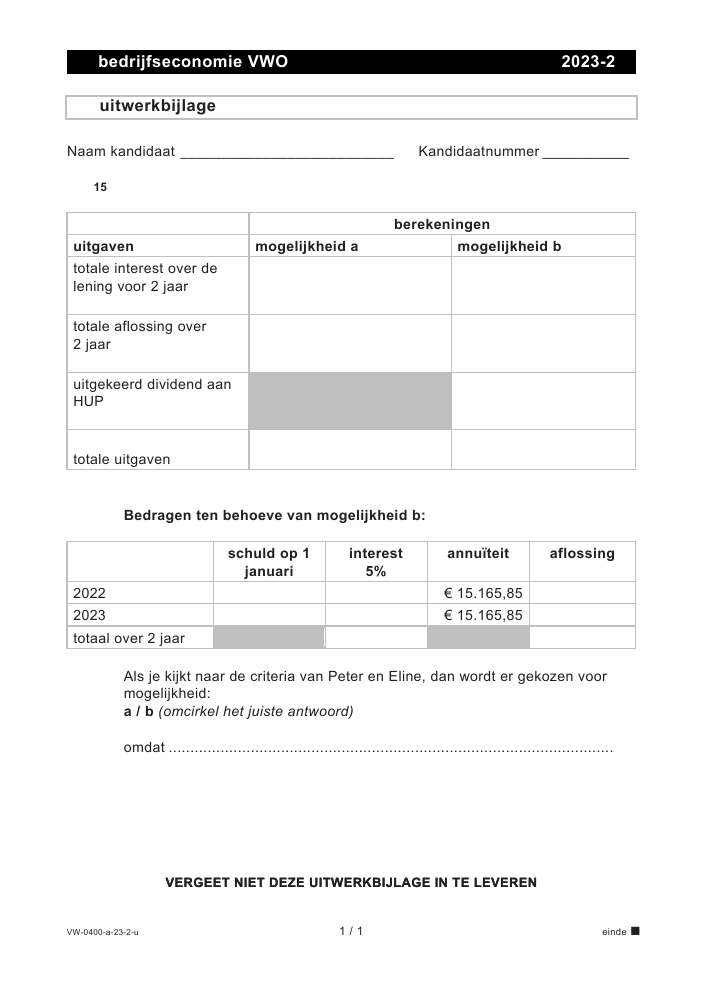 bedrijfseconomie VWO 2023-2
uitwerkbijlage
Naam kandidaat __________________________ Kandidaatnummer ___________
15
berekeningen
uitgaven mogelijkheid a mogelijkheid b
totale interest over de
lening voor 2 jaar
totale aflossing over
2 jaar
uitgekeerd dividend aan
HUP
totale uitgaven
Bedragen ten behoeve van mogelijkheid b:
schuld op 1 interest annuïteit aflossing
januari 5%
2022 € 15.165,85
2023 € 15.165,85
totaal over 2 jaar
Als je kijkt naar de criteria van Peter en Eline, dan wordt er gekozen voor
mogelijkheid:
a / b (omcirkel het juiste antwoord)
omdat ........................................................................................................
VERGEET NIET DEZE UITWERKBIJLAGE IN TE LEVEREN
VW-0400-a-23-2-u 1 / 1 einde ■